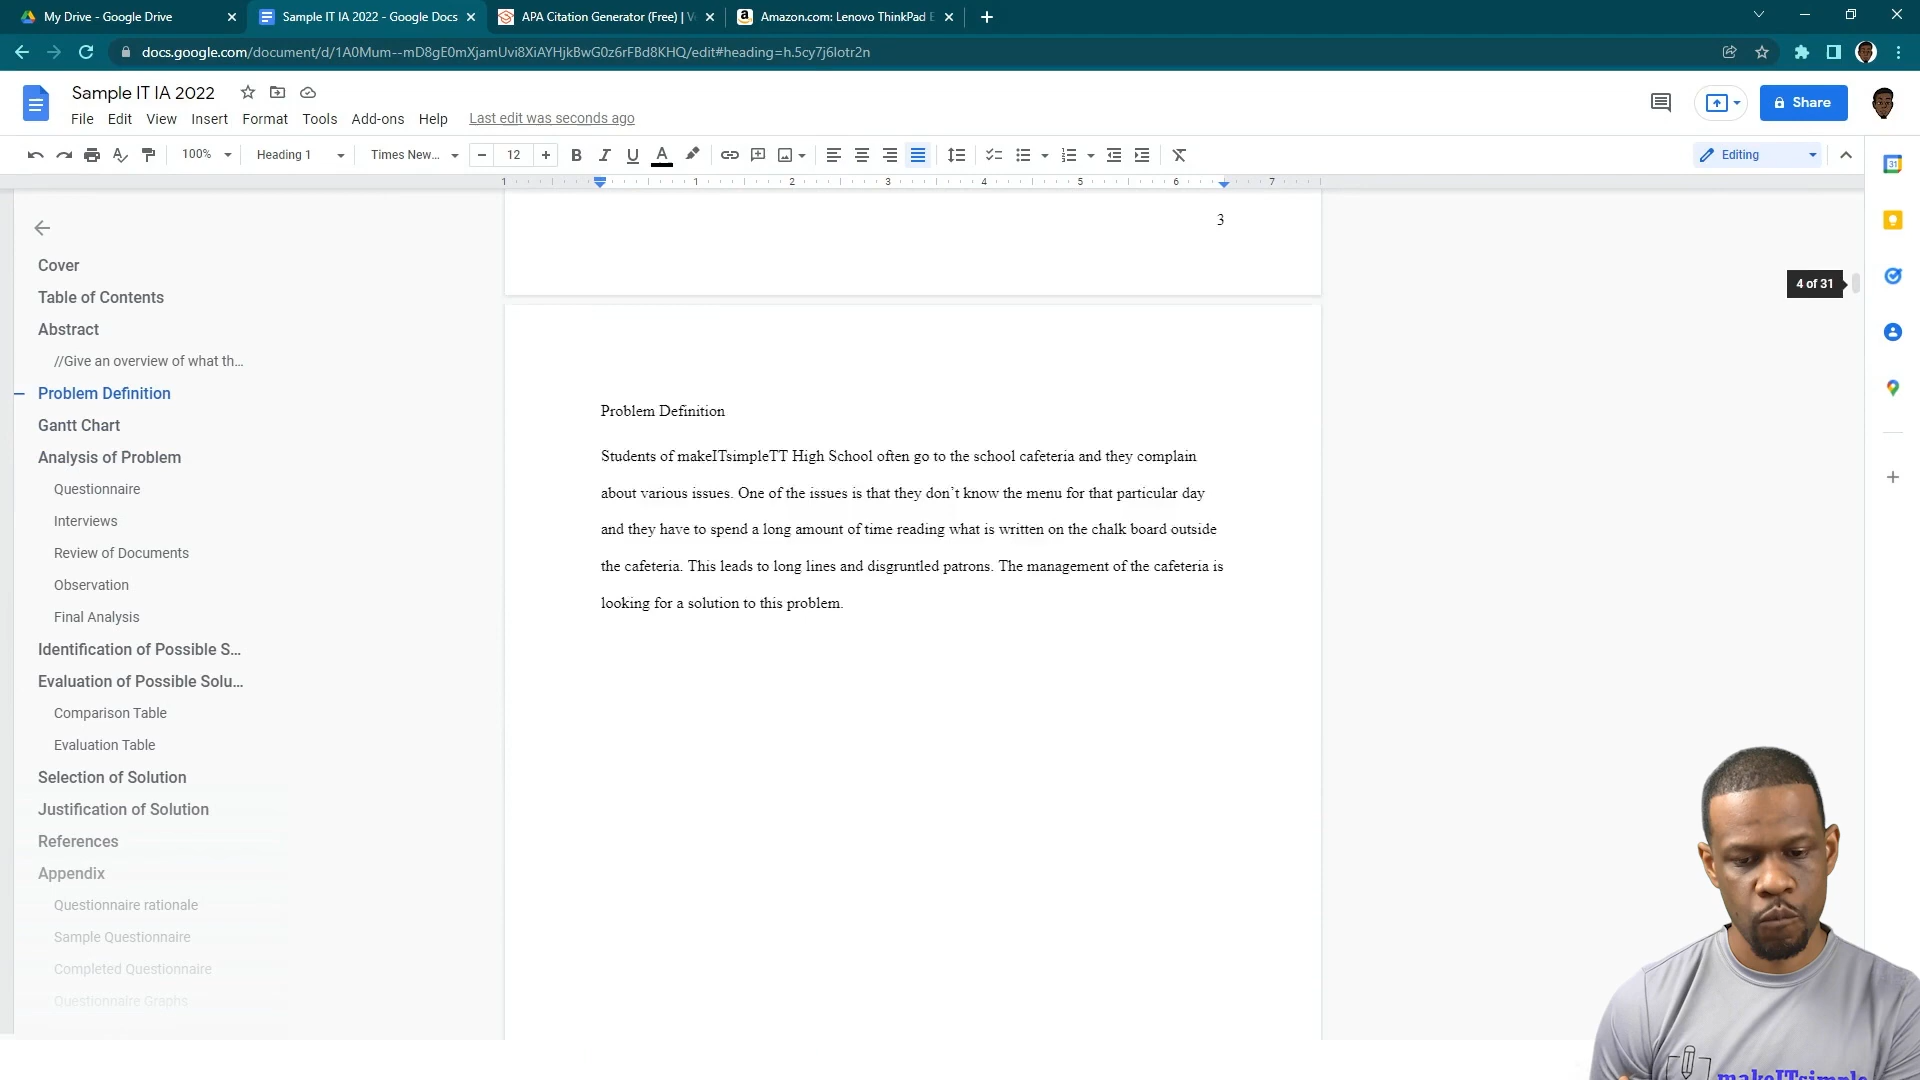 My Drive - Google Drive
Sample IT IA 2022 - Google Docs
APA Citation Generator (Free) | V
Amazon.com: Lenovo ThinkPad E
docs.google.com/document/d/1A0Mum--mD8gE0mXjamUvi8XiAYHjkBwG0z6rFBd8KHQ/edit#heading=h.5cy7j6lotr2n
Sample IT IA 2022
File Edit View Insert Format Tools Add-ons Help Last edit was seconds ago
Share
100% Heading 1 Times New... 12 Editing
1 1 2 3 4 5 6 7
3
4 of 31
Cover
Table of Contents
Abstract
//Give an overview of what th...
Problem Definition
Gantt Chart
Analysis of Problem
Questionnaire
Interviews
Review of Documents
Observation
Final Analysis
Identification of Possible S...
Evaluation of Possible Solu...
Comparison Table
Evaluation Table
Selection of Solution
Justification of Solution
References
Appendix
Questionnaire rationale
Sample Questionnaire
Completed Questionnaire
Questionnaire Graphs
Problem Definition
Students of makeITsimpleTT High School often go to the school cafeteria and they complain
about various issues. One of the issues is that they don’t know the menu for that particular day
and they have to spend a long amount of time reading what is written on the chalk board outside
the cafeteria. This leads to long lines and disgruntled patrons. The management of the cafeteria is
looking for a solution to this problem.
makeITsimple